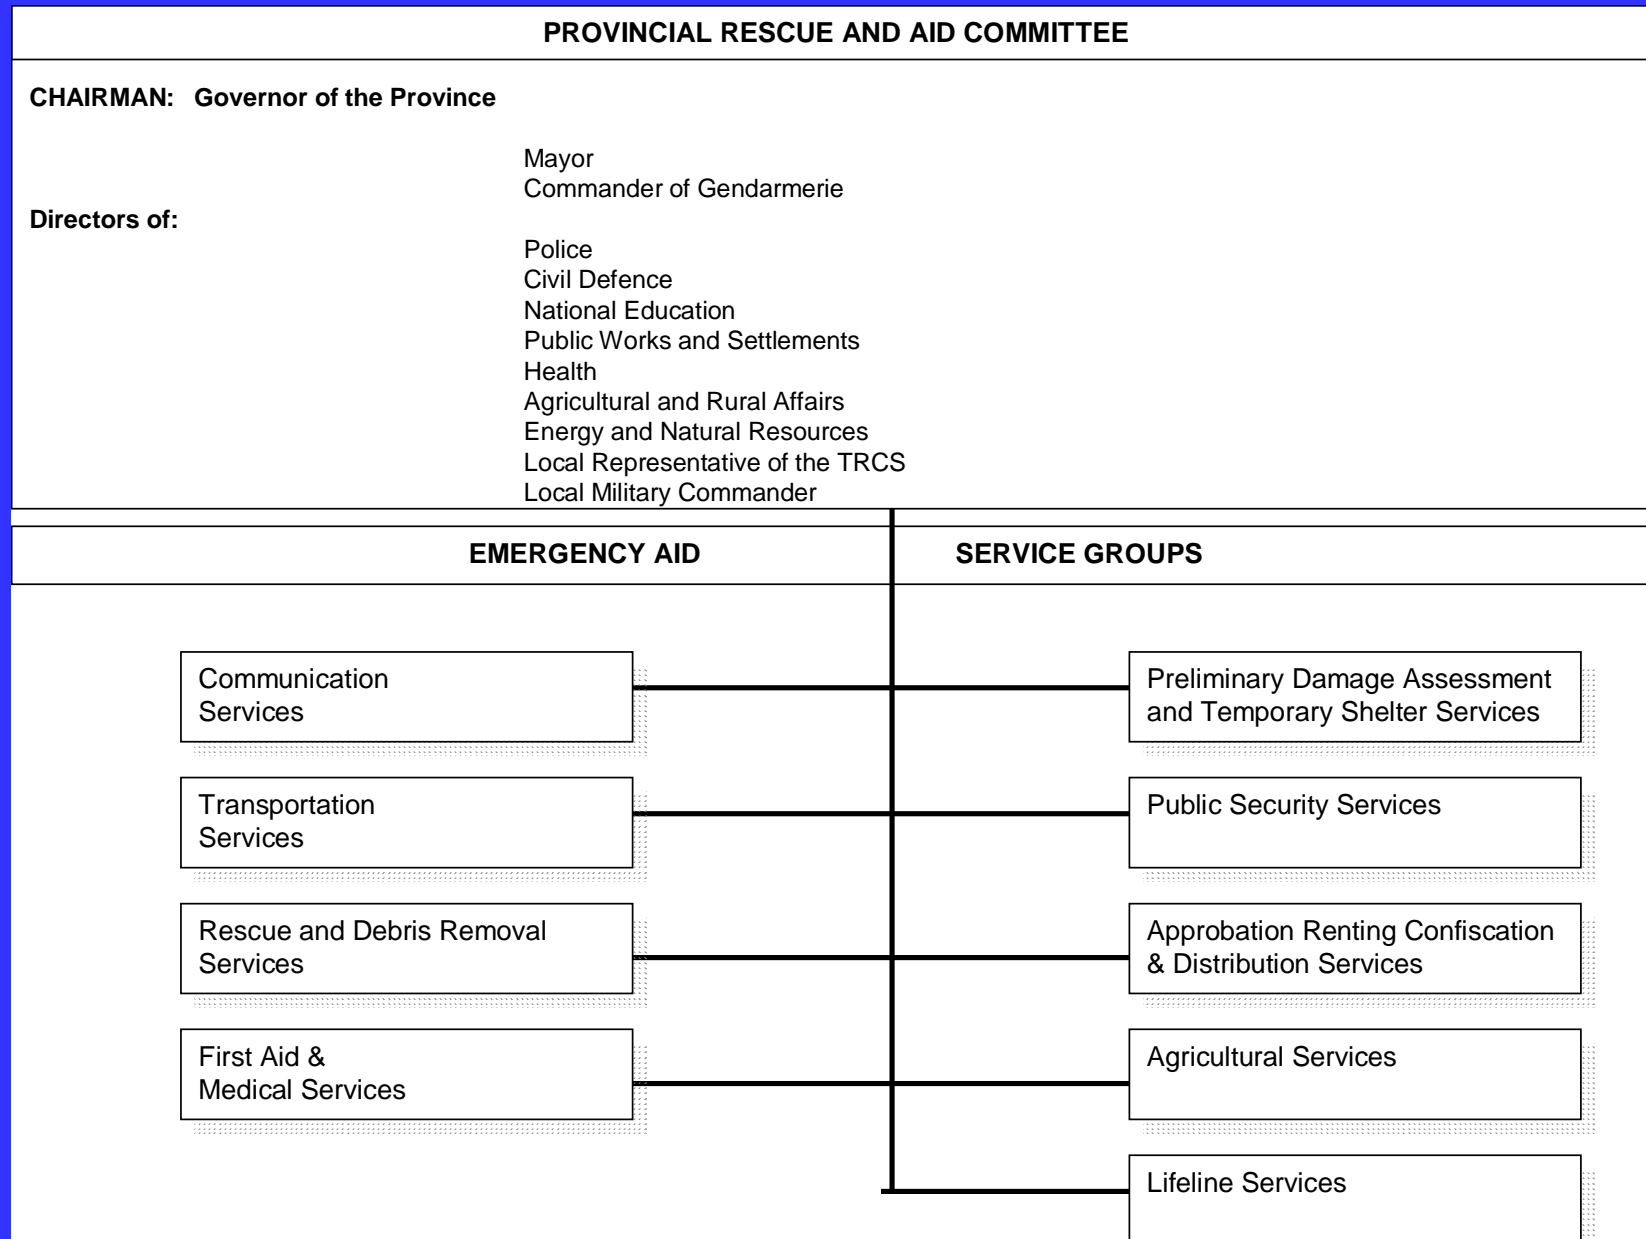 PROVINCIAL RESCUE AND AID COMMITTEE
CHAIRMAN: Governor of the Province
Mayor
Commander of Gendarmerie
Directors of:
Police
Civil Defence
National Education
Public Works and Settlements
Health
Agricultural and Rural Affairs
Energy and Natural Resources
Local Representative of the TRCS
Local Military Commander
EMERGENCY AID SERVICE GROUPS
Communication
Services
Preliminary Damage Assessment
and Temporary Shelter Services
Transportation
Services
Public Security Services
Rescue and Debris Removal
Services
Approbation Renting Confiscation
& Distribution Services
First Aid &
Medical Services
Agricultural Services
Lifeline Services